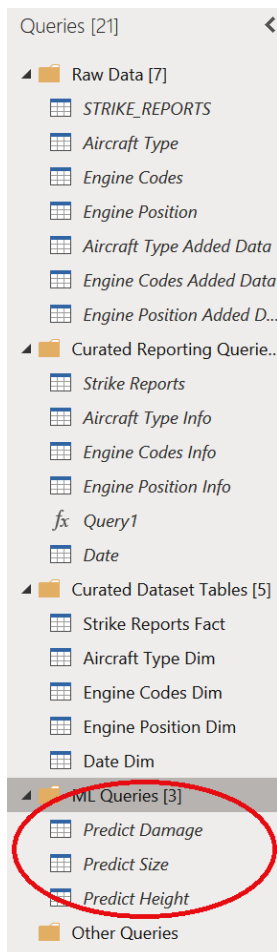 Queries [21]
Raw Data [7]
STRIKE_REPORTS
Aircraft Type
Engine Codes
Engine Position
Aircraft Type Added Data
Engine Codes Added Data
Engine Position Added D...
Curated Reporting Querie...
Strike Reports
Aircraft Type Info
Engine Codes Info
Engine Position Info
fx Query1
Date
Curated Dataset Tables [5]
Strike Reports Fact
Aircraft Type Dim
Engine Codes Dim
Engine Position Dim
Date Dim
ML Queries [3]
Predict Damage
Predict Size
Predict Height
Other Queries